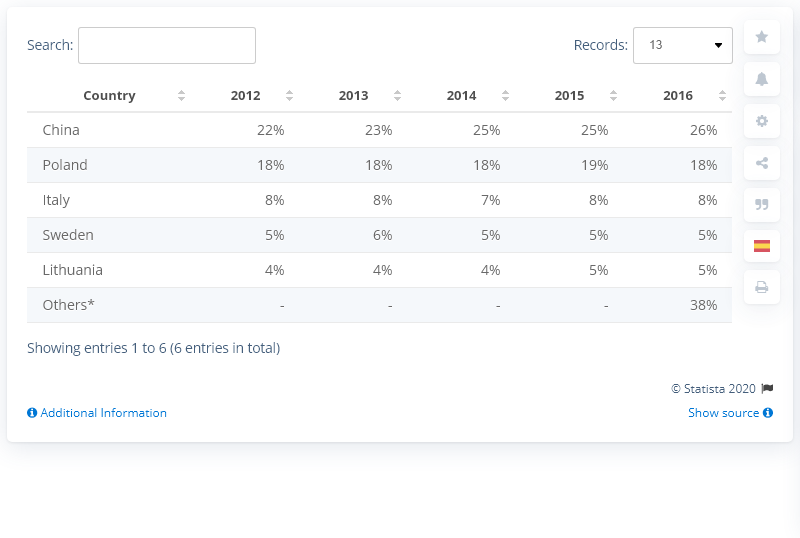 Search: Records: 13
Country 2012 2013 2014 2015 2016
China 22% 23% 25% 25% 26%
Poland 18% 18% 18% 19% 18%
Italy 8% 8% 7% 8% 8%
Sweden 5% 6% 5% 5% 5%
Lithuania 4% 4% 4% 5% 5%
Others* - - - - 38%
Showing entries 1 to 6 (6 entries in total)
© Statista 2020
Additional Information Show source